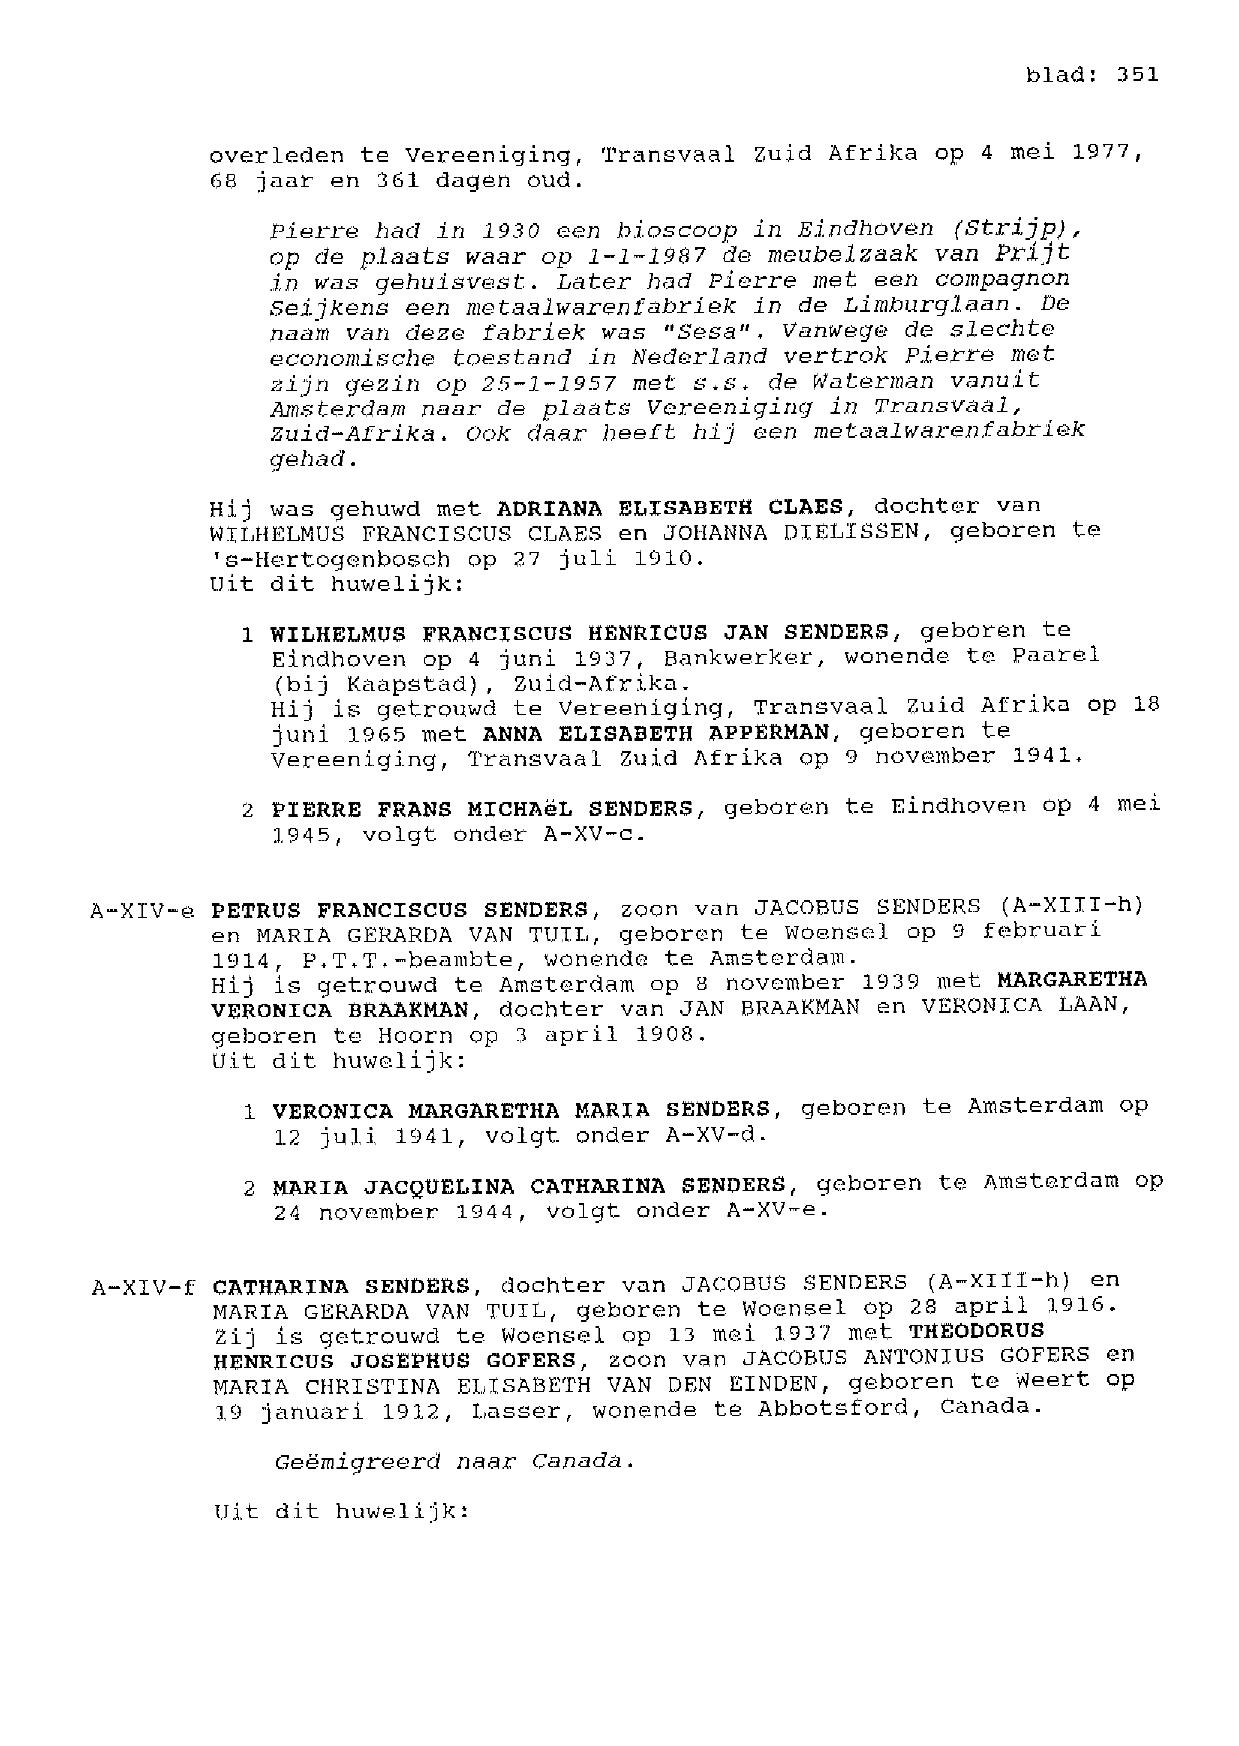 blad: 351
overleden te Vereeniging, Transvaal Zuid Afrika op 4 mei 1977,
68 jaar en 361 dagen oud.
Pierre had in 1930 een bioscoop in Eindhoven (Strijp),
op de plaats waar op 1-1-1987 de meubelzaak van Prijt
in was gehuisvest. Later had Pierre met een compagnon
Seijkens een metaalwarenfabriek in de Limburglaan. De
naam van deze fabriek was "Sesa". Vanwege de slechte
economische toestand in Nederland vertrok Pierre met
zijn gezin op 25-1-1957 met s.s. de Waterman vanuit
Amsterdam naar de plaats Vereeniging in Transvaal,
Zuid-Afrika. Ook daar heeft hij een metaalwarenfabriek
gehad.
Hij was gehuwd met ADRIANA ELISABETH CLAES, dochter van
WILHELMUS FRANCISCUS CLAES en JOHANNA DIELISSEN, geboren te
's-Hertogenbosch op 27 juli 1910.
Uit dit huwelijk:
1 WILHELMUS FRANCISCUS HENRICUS JAN SENDERS, geboren te
Eindhoven op 4 juni 1937, Bankwerker, wonende te Paarel
(bij Kaapstad), Zuid-Afrika.
Hij is getrouwd te Vereeniging, Transvaal Zuid Afrika op 18
juni 1965 met ANNA ELISABETH APPERMAN, geboren te
Vereeniging, Transvaal Zuid Afrika op 9 november 1941.
2 PIERRE FRANS MICHAëL SENDERS, geboren te Eindhoven op 4 mei
1945, volgt onder A-XV-c.
A-XIV-e PETRUS FRANCISCUS SENDERS, zoon van JACOBUS SENDERS (A-XIII-h)
en MARIA GERARDA VAN TUIL, geboren te Woensel op 9 februari
1914, P.T.T.-beambte, wonende te Amsterdam.
Hij is getrouwd te Amsterdam op 8 november 1939 met MARGARETHA
VERONICA BRAAKMAN, dochter van JAN BRAAKMAN en VERONICA LAAN,
geboren te Hoorn op 3 april 1908.
Uit dit huwelijk:
1 VERONICA MARGARETHA MARIA SENDERS, geboren te Amsterdam op
12 juli 1941, volgt onder A-XV-d.
2 MARIA JACQUELINA CATHARINA SENDERS, geboren te Amsterdam op
24 november 1944, volgt onder A-XV-e.
A-XIV-f CATHARINA SENDERS, dochter van JACOBUS SENDERS (A-XIII-h) en
MARIA GERARDA VAN TUIL, geboren te Woensel op 28 april 1916.
Zij is getrouwd te Woensel op 13 mei 1937 met THEODORUS
HENRICUS JOSEPHUS GOFERS, zoon van JACOBUS ANTONIUS GOFERS en
MARIA CHRISTINA ELISABETH VAN DEN EINDEN, geboren te Weert op
19 januari 1912, Lasser, wonende te Abbotsford, Canada.
Geëmigreerd naar Canada.
Uit dit huwelijk: